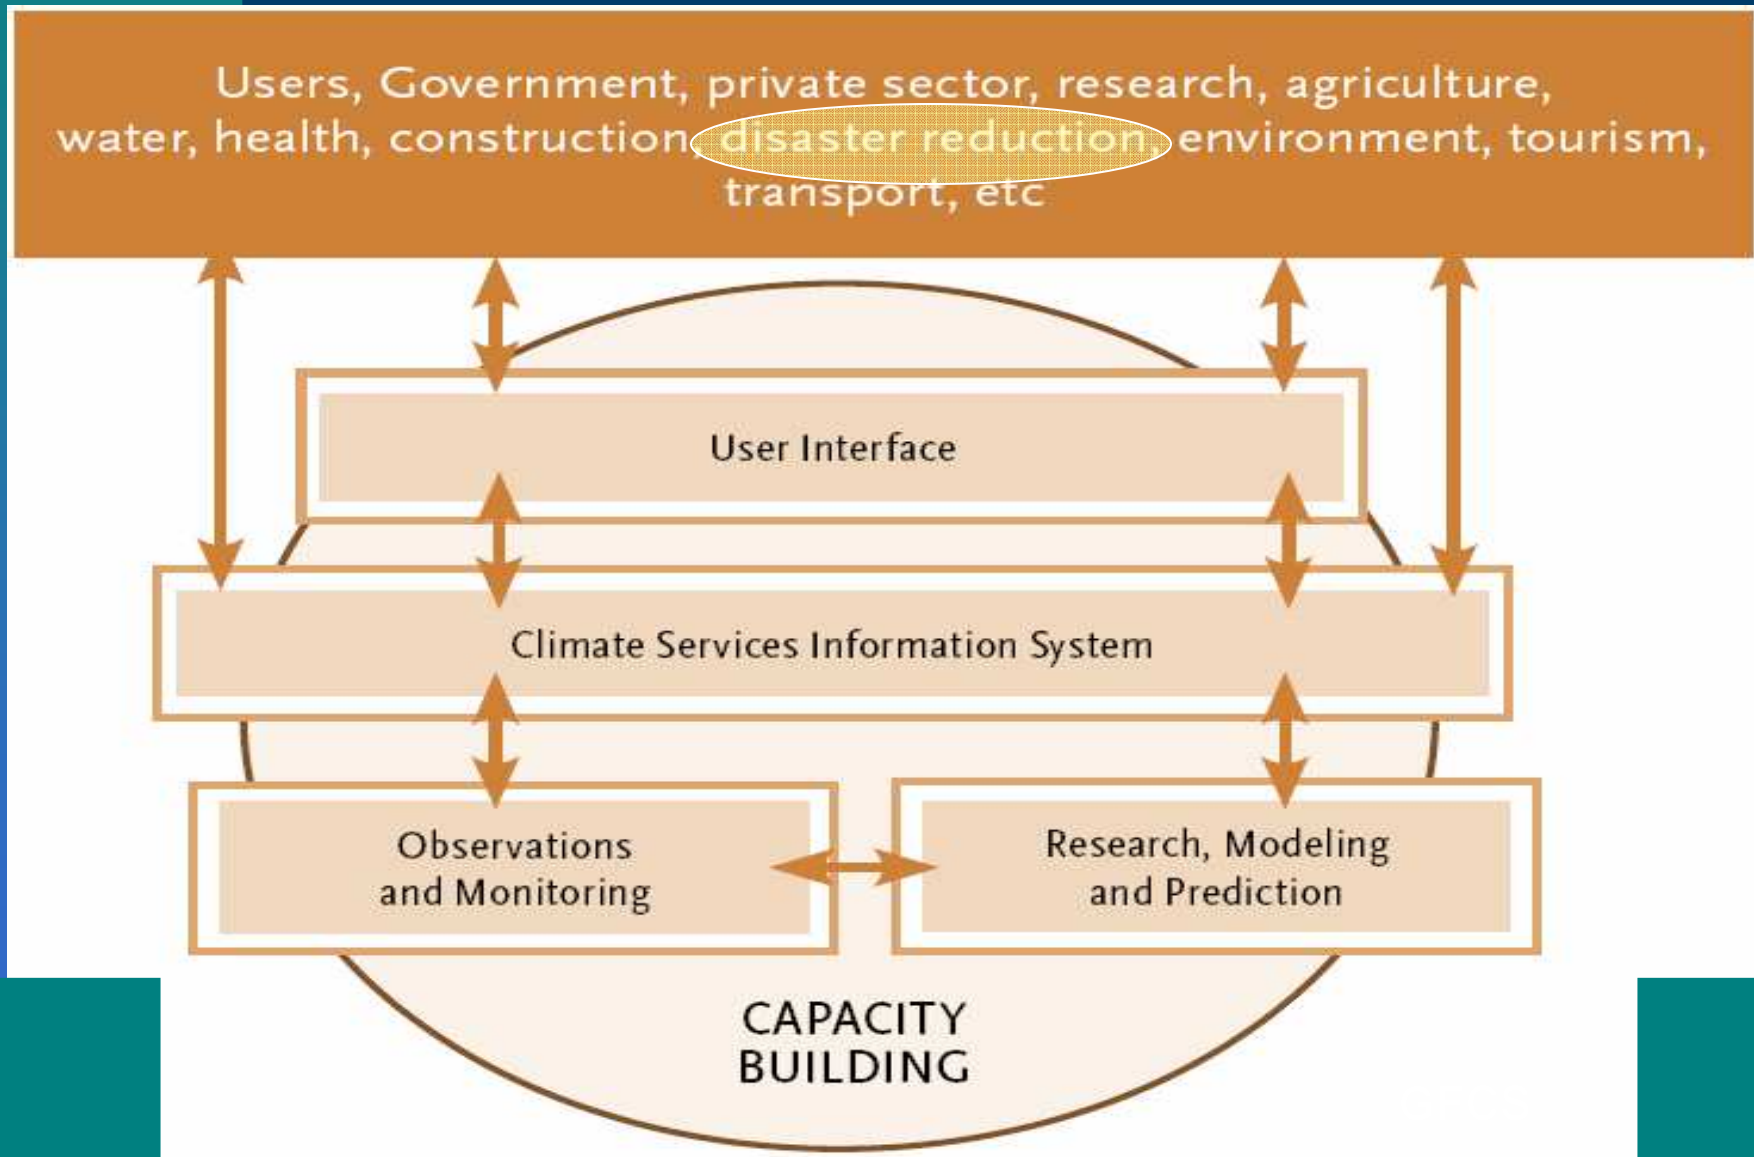 Users, Government, private sector, research, agriculture,
water, health, construction, disaster reduction, environment, tourism,
transport, etc
User Interface
Climate Services Information System
Observations
and Monitoring
Research, Modeling
and Prediction
CAPACITY
BUILDING